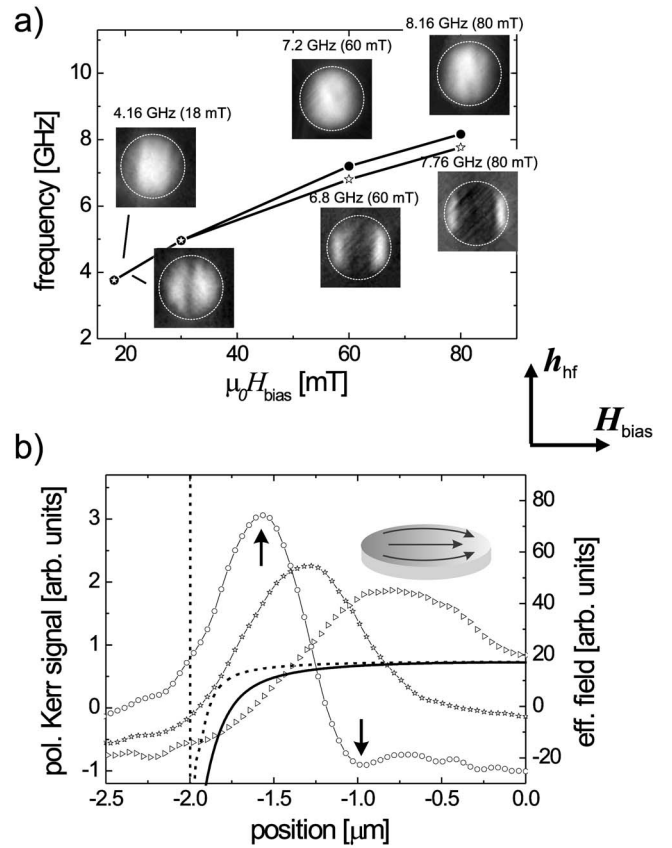 a)
8.16 GHz (80 mT)
7.2 GHz (60 mT)
4.16 GHz (18 mT)
7.76 GHz (80 mT)
6.8 GHz (60 mT)
frequency [GHz]
10
8
6
4
2
20 40 60 80
μ₀H_bias [mT]
h_hf
H_bias
b)
pol. Kerr signal [arb. units]
3
2
1
0
-1
80
60
40
20
0
-20
eff. field [arb. units]
-2.5 -2.0 -1.5 -1.0 -0.5 0.0
position [μm]